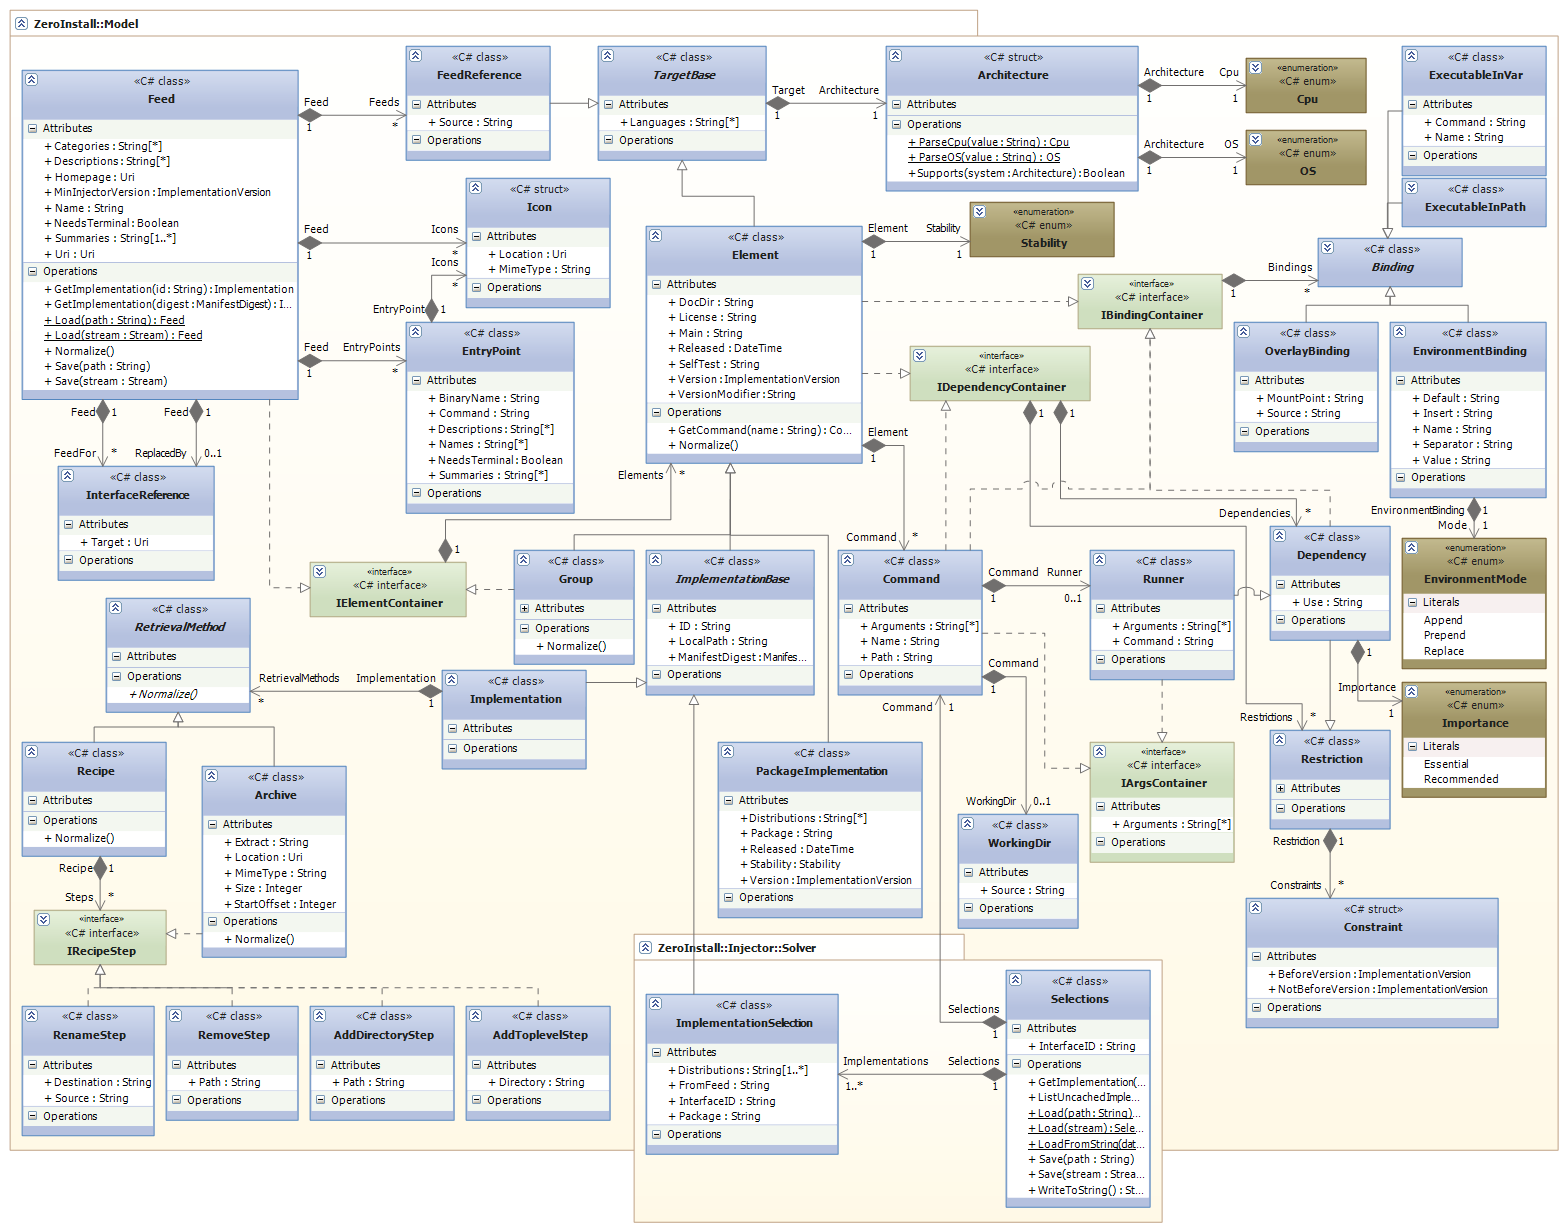 ZeroInstall::Model
«C# class»
Feed
Attributes
+ Categories : String[*]
+ Descriptions : String[*]
+ Homepage : Uri
+ MinInjectorVersion : ImplementationVersion
+ Name : String
+ NeedsTerminal : Boolean
+ Summaries : String[1..*]
+ Uri : Uri
Operations
+ GetImplementation(id : String) : Implementation
+ GetImplementation(digest : ManifestDigest) : I...
+ Load(path : String) : Feed
+ Load(stream : Stream) : Feed
+ Normalize()
+ Save(path : String)
+ Save(stream : Stream)
Feed
1
Feeds
*
«C# class»
FeedReference
Attributes
+ Source : String
Operations
«C# class»
TargetBase
Attributes
+ Languages : String[*]
Operations
Target
1
Architecture
1
«C# struct»
Architecture
Attributes
Operations
+ ParseCpu(value : String) : Cpu
+ ParseOS(value : String) : OS
+ Supports(system : Architecture) : Boolean
Architecture
1
Cpu
1
«enumeration»
«C# enum»
Cpu
Architecture
1
OS
1
«enumeration»
«C# enum»
OS
«C# class»
ExecutableInVar
Attributes
+ Command : String
+ Name : String
Operations
«C# class»
ExecutableInPath
Feed
1
Icons
*
«C# struct»
Icon
Attributes
+ Location : Uri
+ MimeType : String
Operations
Icons
*
EntryPoint
1
Feed
1
EntryPoints
*
«C# class»
EntryPoint
Attributes
+ BinaryName : String
+ Command : String
+ Descriptions : String[*]
+ Names : String[*]
+ NeedsTerminal : Boolean
+ Summaries : String[*]
Operations
«C# class»
Element
Attributes
+ DocDir : String
+ License : String
+ Main : String
+ Released : DateTime
+ SelfTest : String
+ Version : ImplementationVersion
+ VersionModifier : String
Operations
+ GetCommand(name : String) : Co...
+ Normalize()
Element
1
Stability
1
«enumeration»
«C# enum»
Stability
«interface»
«C# interface»
IBindingContainer
1
Bindings
*
«C# class»
Binding
«interface»
«C# interface»
IDependencyContainer
1
1
«C# class»
OverlayBinding
Attributes
+ MountPoint : String
+ Source : String
Operations
«C# class»
EnvironmentBinding
Attributes
+ Default : String
+ Insert : String
+ Name : String
+ Separator : String
+ Value : String
Operations
Feed
1
FeedFor
*
Feed
1
ReplacedBy
0..1
«C# class»
InterfaceReference
Attributes
+ Target : Uri
Operations
Elements
*
1
Element
1
Command
*
Dependencies
*
EnvironmentBinding
1
Mode
1
«enumeration»
«C# enum»
EnvironmentMode
Literals
Append
Prepend
Replace
«interface»
«C# interface»
IElementContainer
«C# class»
Group
Attributes
Operations
+ Normalize()
«C# class»
ImplementationBase
Attributes
+ ID : String
+ LocalPath : String
+ ManifestDigest : Manifes...
Operations
«C# class»
Command
Attributes
+ Arguments : String[*]
+ Name : String
+ Path : String
Operations
Command
1
Runner
0..1
«C# class»
Runner
Attributes
+ Arguments : String[*]
+ Command : String
Operations
«C# class»
Dependency
Attributes
+ Use : String
Operations
1
Importance
1
«enumeration»
«C# enum»
Importance
Literals
Essential
Recommended
Restrictions
*
«C# class»
Restriction
Attributes
Operations
Restriction
1
Constraints
*
«C# struct»
Constraint
Attributes
+ BeforeVersion : ImplementationVersion
+ NotBeforeVersion : ImplementationVersion
Operations
«C# class»
RetrievalMethod
Attributes
Operations
+ Normalize()
RetrievalMethods
*
Implementation
1
«C# class»
Implementation
Attributes
Operations
Command
1
WorkingDir
0..1
Command
1
«interface»
«C# interface»
IArgsContainer
Attributes
+ Arguments : String[*]
Operations
«C# class»
Recipe
Attributes
Operations
+ Normalize()
Recipe
1
Steps
*
«C# class»
Archive
Attributes
+ Extract : String
+ Location : Uri
+ MimeType : String
+ Size : Integer
+ StartOffset : Integer
Operations
+ Normalize()
«C# class»
PackageImplementation
Attributes
+ Distributions : String[*]
+ Package : String
+ Released : DateTime
+ Stability : Stability
+ Version : ImplementationVersion
Operations
«C# class»
WorkingDir
Attributes
+ Source : String
Operations
«interface»
«C# interface»
IRecipeStep
«C# class»
RenameStep
Attributes
+ Destination : String
+ Source : String
Operations
«C# class»
RemoveStep
Attributes
+ Path : String
Operations
«C# class»
AddDirectoryStep
Attributes
+ Path : String
Operations
«C# class»
AddToplevelStep
Attributes
+ Directory : String
Operations
ZeroInstall::Injector::Solver
«C# class»
ImplementationSelection
Attributes
+ Distributions : String[1..*]
+ FromFeed : String
+ InterfaceID : String
+ Package : String
Operations
Selections
1
Implementations
1..*
Selections
1
«C# class»
Selections
Attributes
+ InterfaceID : String
Operations
+ GetImplementation(...
+ ListUncachedImple...
+ Load(path : String)...
+ Load(stream) : Sele...
+ LoadFromString(dat...
+ Save(path : String)
+ Save(stream : Strea...
+ WriteToString() : St...